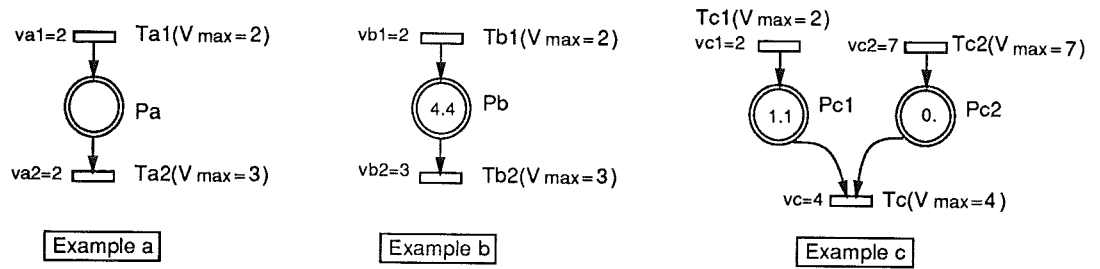 va1=2 Ta1(V max=2)
Pa
va2=2 Ta2(V max=3)
Example a
vb1=2 Tb1(V max=2)
4.4 Pb
vb2=3 Tb2(V max=3)
Example b
Tc1(V max=2)
vc1=2 vc2=7 Tc2(V max=7)
1.1 Pc1 0. Pc2
vc=4 Tc(V max=4)
Example c